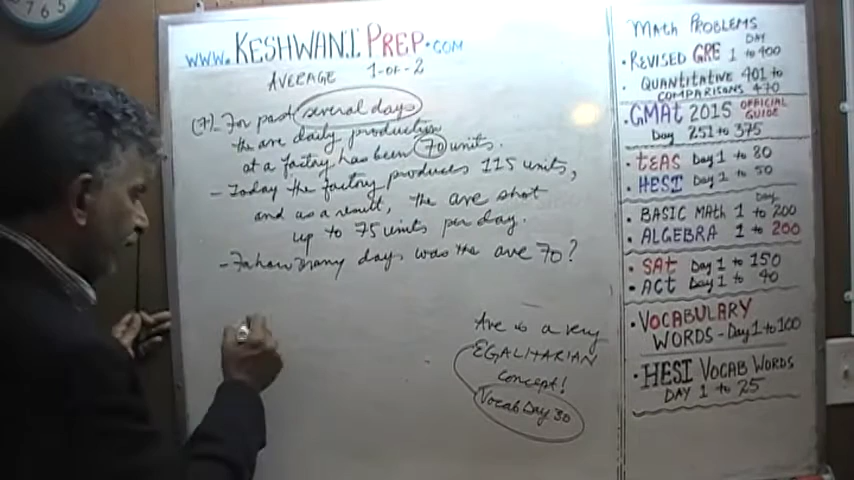 7 6 5
www.KESHWANIPREP.COM
AVERAGE 1-of-2
(7)- For past several days
the ave daily production
at a factory has been 70 units.
- Today the factory produces 115 units,
and as a result, the ave shot
up to 75 units per day.
- For how many days was the ave 70?
Ave is a very
EGALITARIAN
concept!
Vocab Day 30
MATH PROBLEMS
DAY
• REVISED GRE 1 to 400
• QUANTITATIVE 401 to
COMPARISONS 470
• GMAT 2015 OFFICIAL GUIDE
Day 251 to 375
• TEAS Day 1 to 80
• HESI Day 1 to 50
Day
• BASIC MATH 1 to 200
• ALGEBRA 1 to 200
• SAT Day 1 to 150
• ACT Day 1 to 40
• VOCABULARY
WORDS - Day 1 to 100
• HESI VOCAB WORDS
DAY 1 to 25